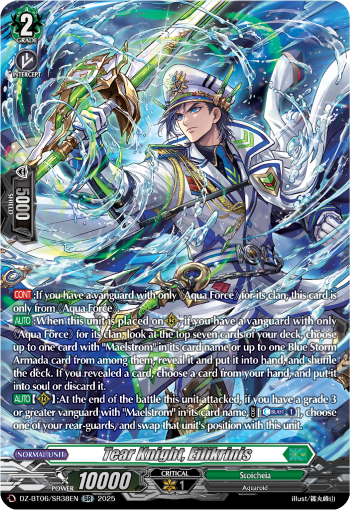 2
GRADE
INTERCEPT
5000
SHIELD
CONT :If you have a vanguard with only 《Aqua Force》 for its clan, this card is
only from 《Aqua Force》.
AUTO :When this unit is placed on (R), if you have a vanguard with only
《Aqua Force》 for its clan, look at the top seven cards of your deck, choose
up to one card with "Maelstrom" in its card name or up to one Blue Storm
Armada card from among them, reveal it and put it into hand, and shuffle
the deck. If you revealed a card, choose a card from your hand, and put it
into soul or discard it.
AUTO [(R)] 1 :At the end of the battle this unit attacked, if you have a grade 3
or greater vanguard with "Maelstrom" in its card name, [BLAST 1], choose
one of your rear-guards, and swap that unit's position with this unit.
NORMAL UNIT
Tear Knight, Eilikrinis
POWER 10000
CRITICAL
1
Stoicheia
Aquaroid
DZ-BT06/SR38EN SR 2025
illust/篠丸峰山